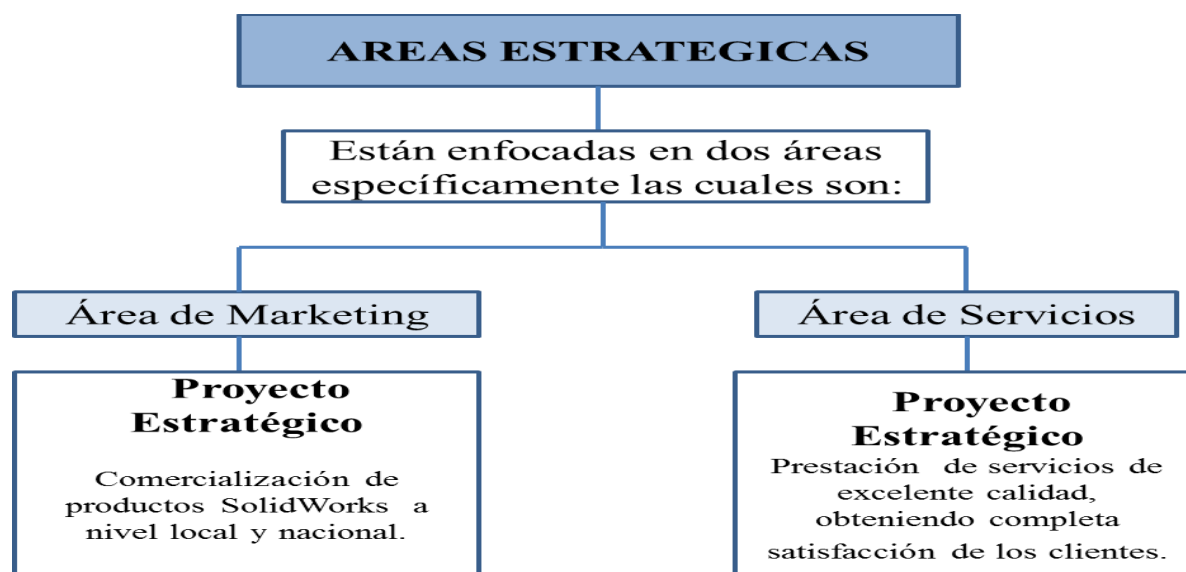 AREAS ESTRATEGICAS
Están enfocadas en dos áreas
específicamente las cuales son:
Área de Marketing
Proyecto
Estratégico
Comercialización de
productos SolidWorks a
nivel local y nacional.
Área de Servicios
Proyecto
Estratégico
Prestación de servicios de
excelente calidad,
obteniendo completa
satisfacción de los clientes.